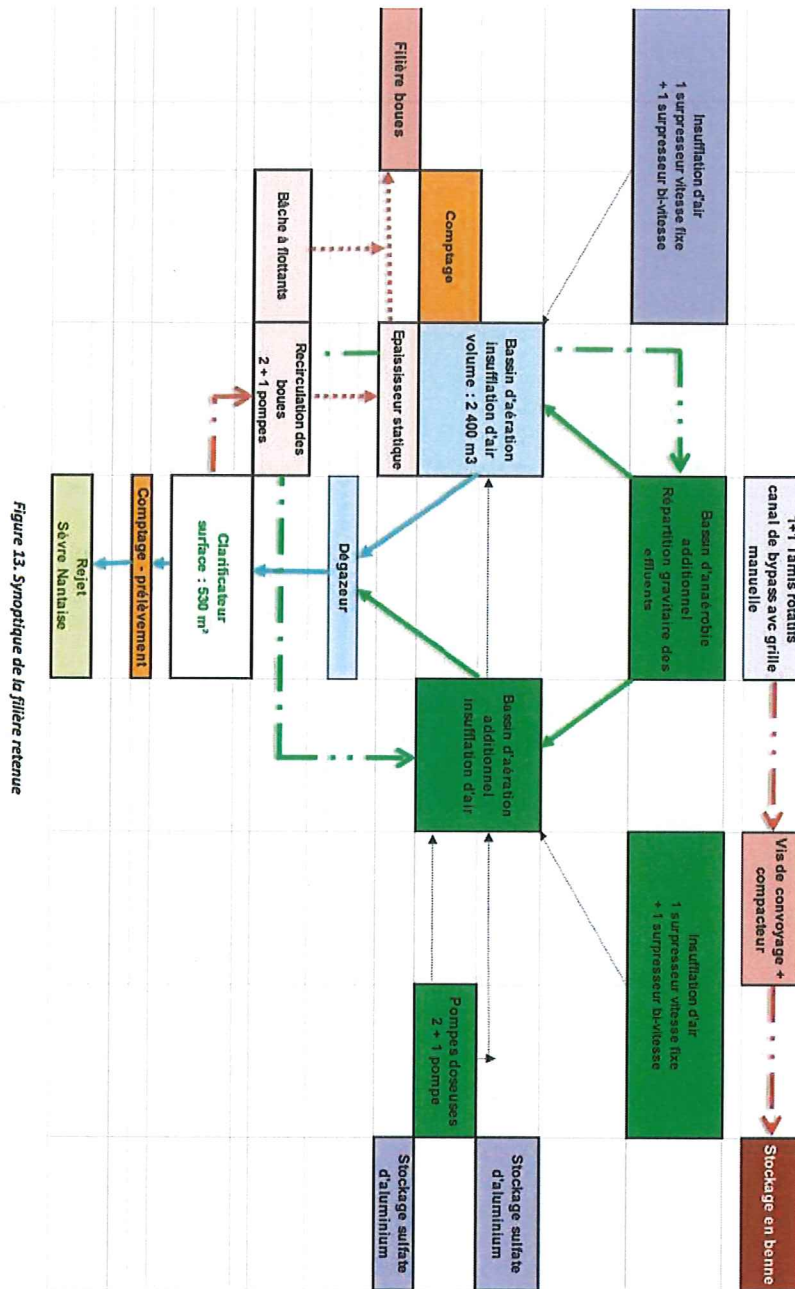 Insufflation d'air
1 surpresseur vitesse fixe
+ 1 surpresseur bi-vitesse
1+1 Tamis rotatifs
canal de bypass avc grille
manuelle
Vis de convoyage +
compacteur
Stockage en benne
Bassin d'anaérobie
additionnel
Répartition gravitaire des
effluents
Insufflation d'air
1 surpresseur vitesse fixe
+ 1 surpresseur bi-vitesse
Filière boues
Comptage
Bassin d'aération
insufflation d'air
volume : 2 400 m3
Epaississeur statique
Bassin d'aération
additionnel
insufflation d'air
Pompes doseuses
2 + 1 pompe
Stockage sulfate
d'aluminium
Stockage sulfate
d'aluminium
Bâche à flottants
Recirculation des
boues
2 + 1 pompes
Dégazeur
Clarificateur
surface : 530 m²
Comptage - prélèvement
Rejet
Sèvre Nantaise
Figure 13. Synoptique de la filière retenue